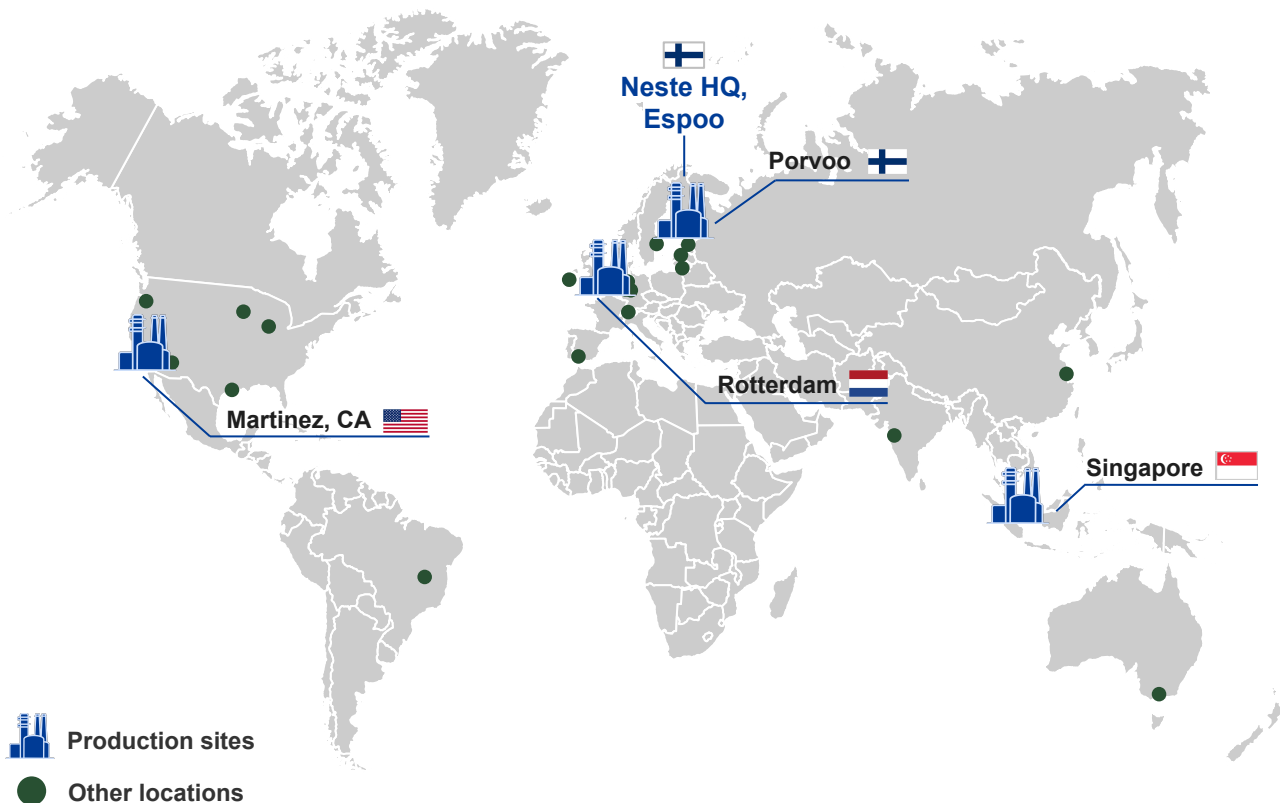 Neste HQ,
Espoo
Porvoo
Rotterdam
Martinez, CA
Singapore
Production sites
Other locations